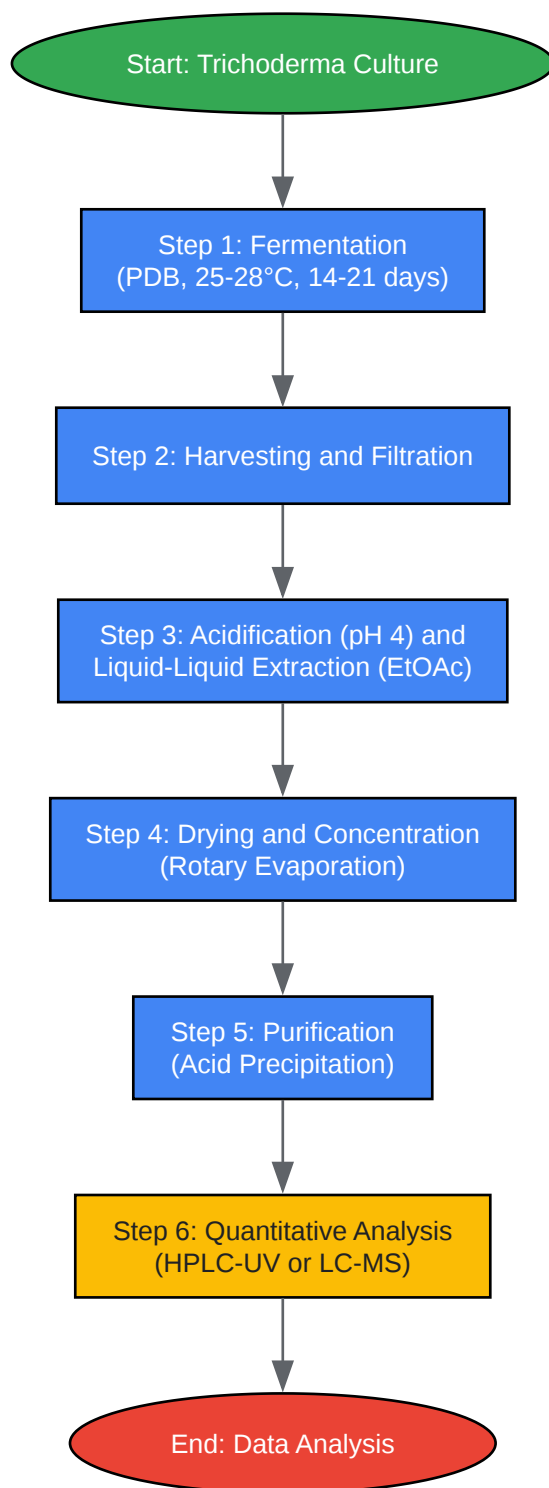 Start: Trichoderma Culture
Step 1: Fermentation
(PDB, 25-28°C, 14-21 days)
Step 2: Harvesting and Filtration
Step 3: Acidification (pH 4) and
Liquid-Liquid Extraction (EtOAc)
Step 4: Drying and Concentration
(Rotary Evaporation)
Step 5: Purification
(Acid Precipitation)
Step 6: Quantitative Analysis
(HPLC-UV or LC-MS)
End: Data Analysis